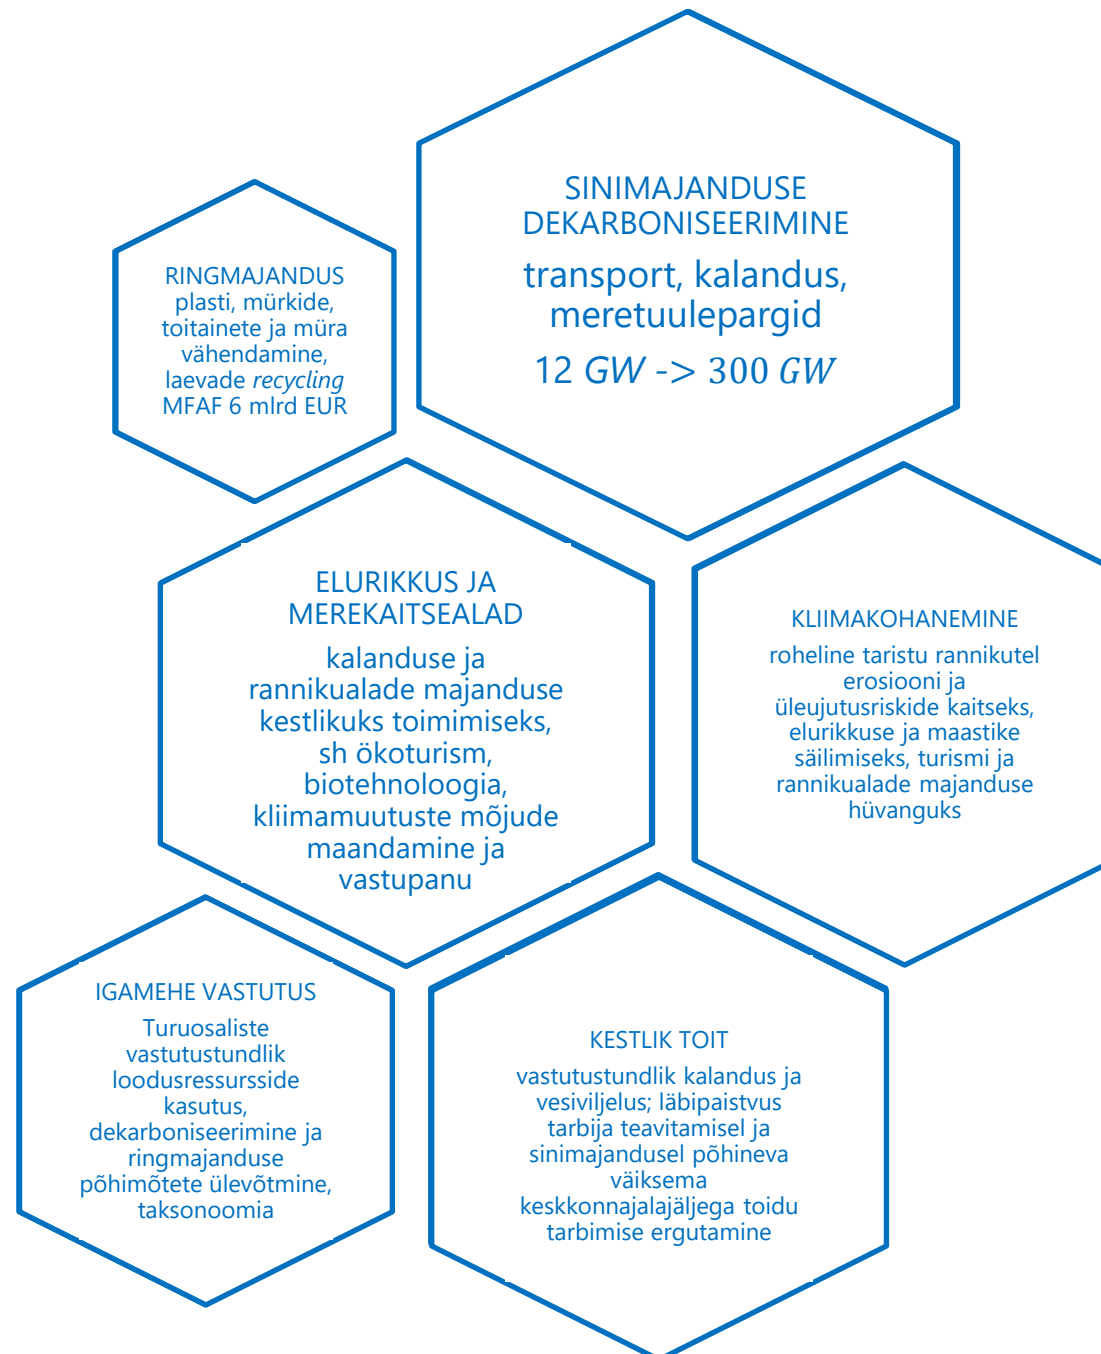 SINIMAJANDUSE
DEKARBONISEERIMINE
transport, kalandus,
meretuulepargid
12 GW -> 300 GW
RINGMAJANDUS
plasti, mürkide,
toitainete ja müra
vähendamine,
laevade recycling
MFAF 6 mlrd EUR
ELURIKKUS JA
MEREKAITSEALAD
kalanduse ja
rannikualade majanduse
kestlikuks toimimiseks,
sh ökoturism,
biotehnoloogia,
kliimamuutuste mõjude
maandamine ja
vastupanu
KLIIMAKOHANEMINE
roheline taristu rannikutel
erosiooni ja
üleujutusriskide kaitseks,
elurikkuse ja maastike
säilimiseks, turismi ja
rannikualade majanduse
hüvanguks
IGAMEHE VASTUTUS
Turuosaliste
vastutustundlik
loodusressursside
kasutus,
dekarboniseerimine ja
ringmajanduse
põhimõtete ülevõtmine,
taksonoomia
KESTLIK TOIT
vastutustundlik kalandus ja
vesiviljelus; läbipaistvus
tarbija teavitamisel ja
sinimajandusel põhineva
väiksema
keskkonnajalajäljega toidu
tarbimise ergutamine